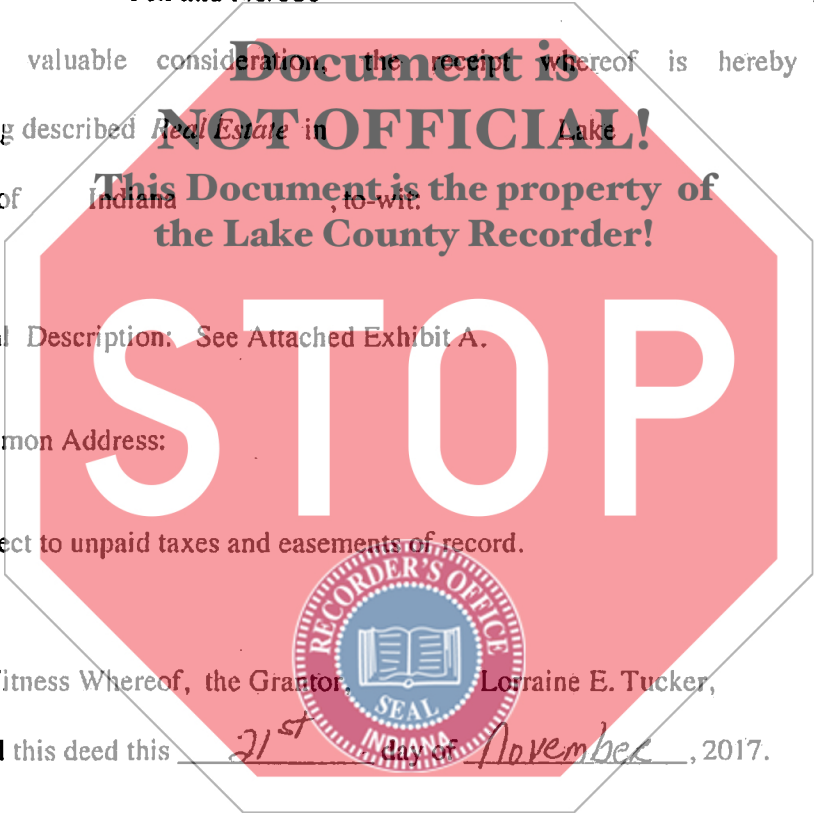 valuable consideration, the receipt whereof is hereby
Document is
g described Real Estate in Lake
NOT OFFICIAL!
of Indiana , to-wit:
This Document is the property of
the Lake County Recorder!
l Description: See Attached Exhibit A.
STOP
mon Address:
ect to unpaid taxes and easements of record.
RECORDER'S OFFICE
SEAL
INDIANA
itness Whereof, the Grantor, Lorraine E. Tucker,
this deed this 21st day of November, 2017.